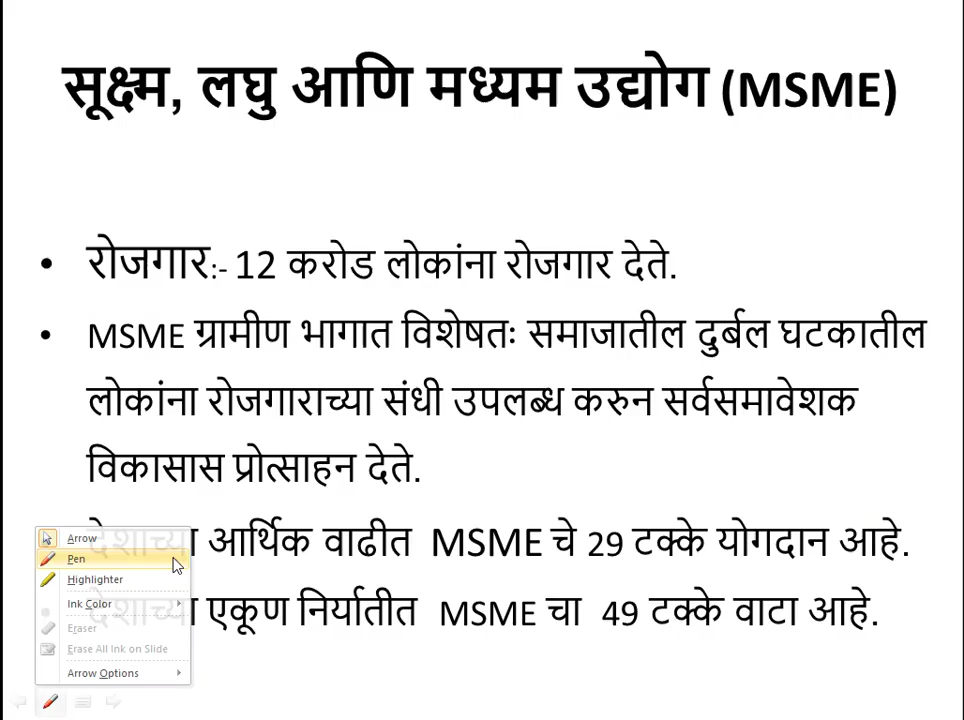 सूक्ष्म, लघु आणि मध्यम उद्योग (MSME)
• रोजगार:- 12 करोड लोकांना रोजगार देते.
• MSME ग्रामीण भागात विशेषतः समाजातील दुर्बल घटकातील
लोकांना रोजगाराच्या संधी उपलब्ध करुन सर्वसमावेशक
विकासास प्रोत्साहन देते.
देशाच्या आर्थिक वाढीत MSME चे 29 टक्के योगदान आहे.
देशाच्या एकूण निर्यातीत MSME चा 49 टक्के वाटा आहे.
Arrow
Pen
Highlighter
Ink Color
Eraser
Erase All Ink on Slide
Arrow Options